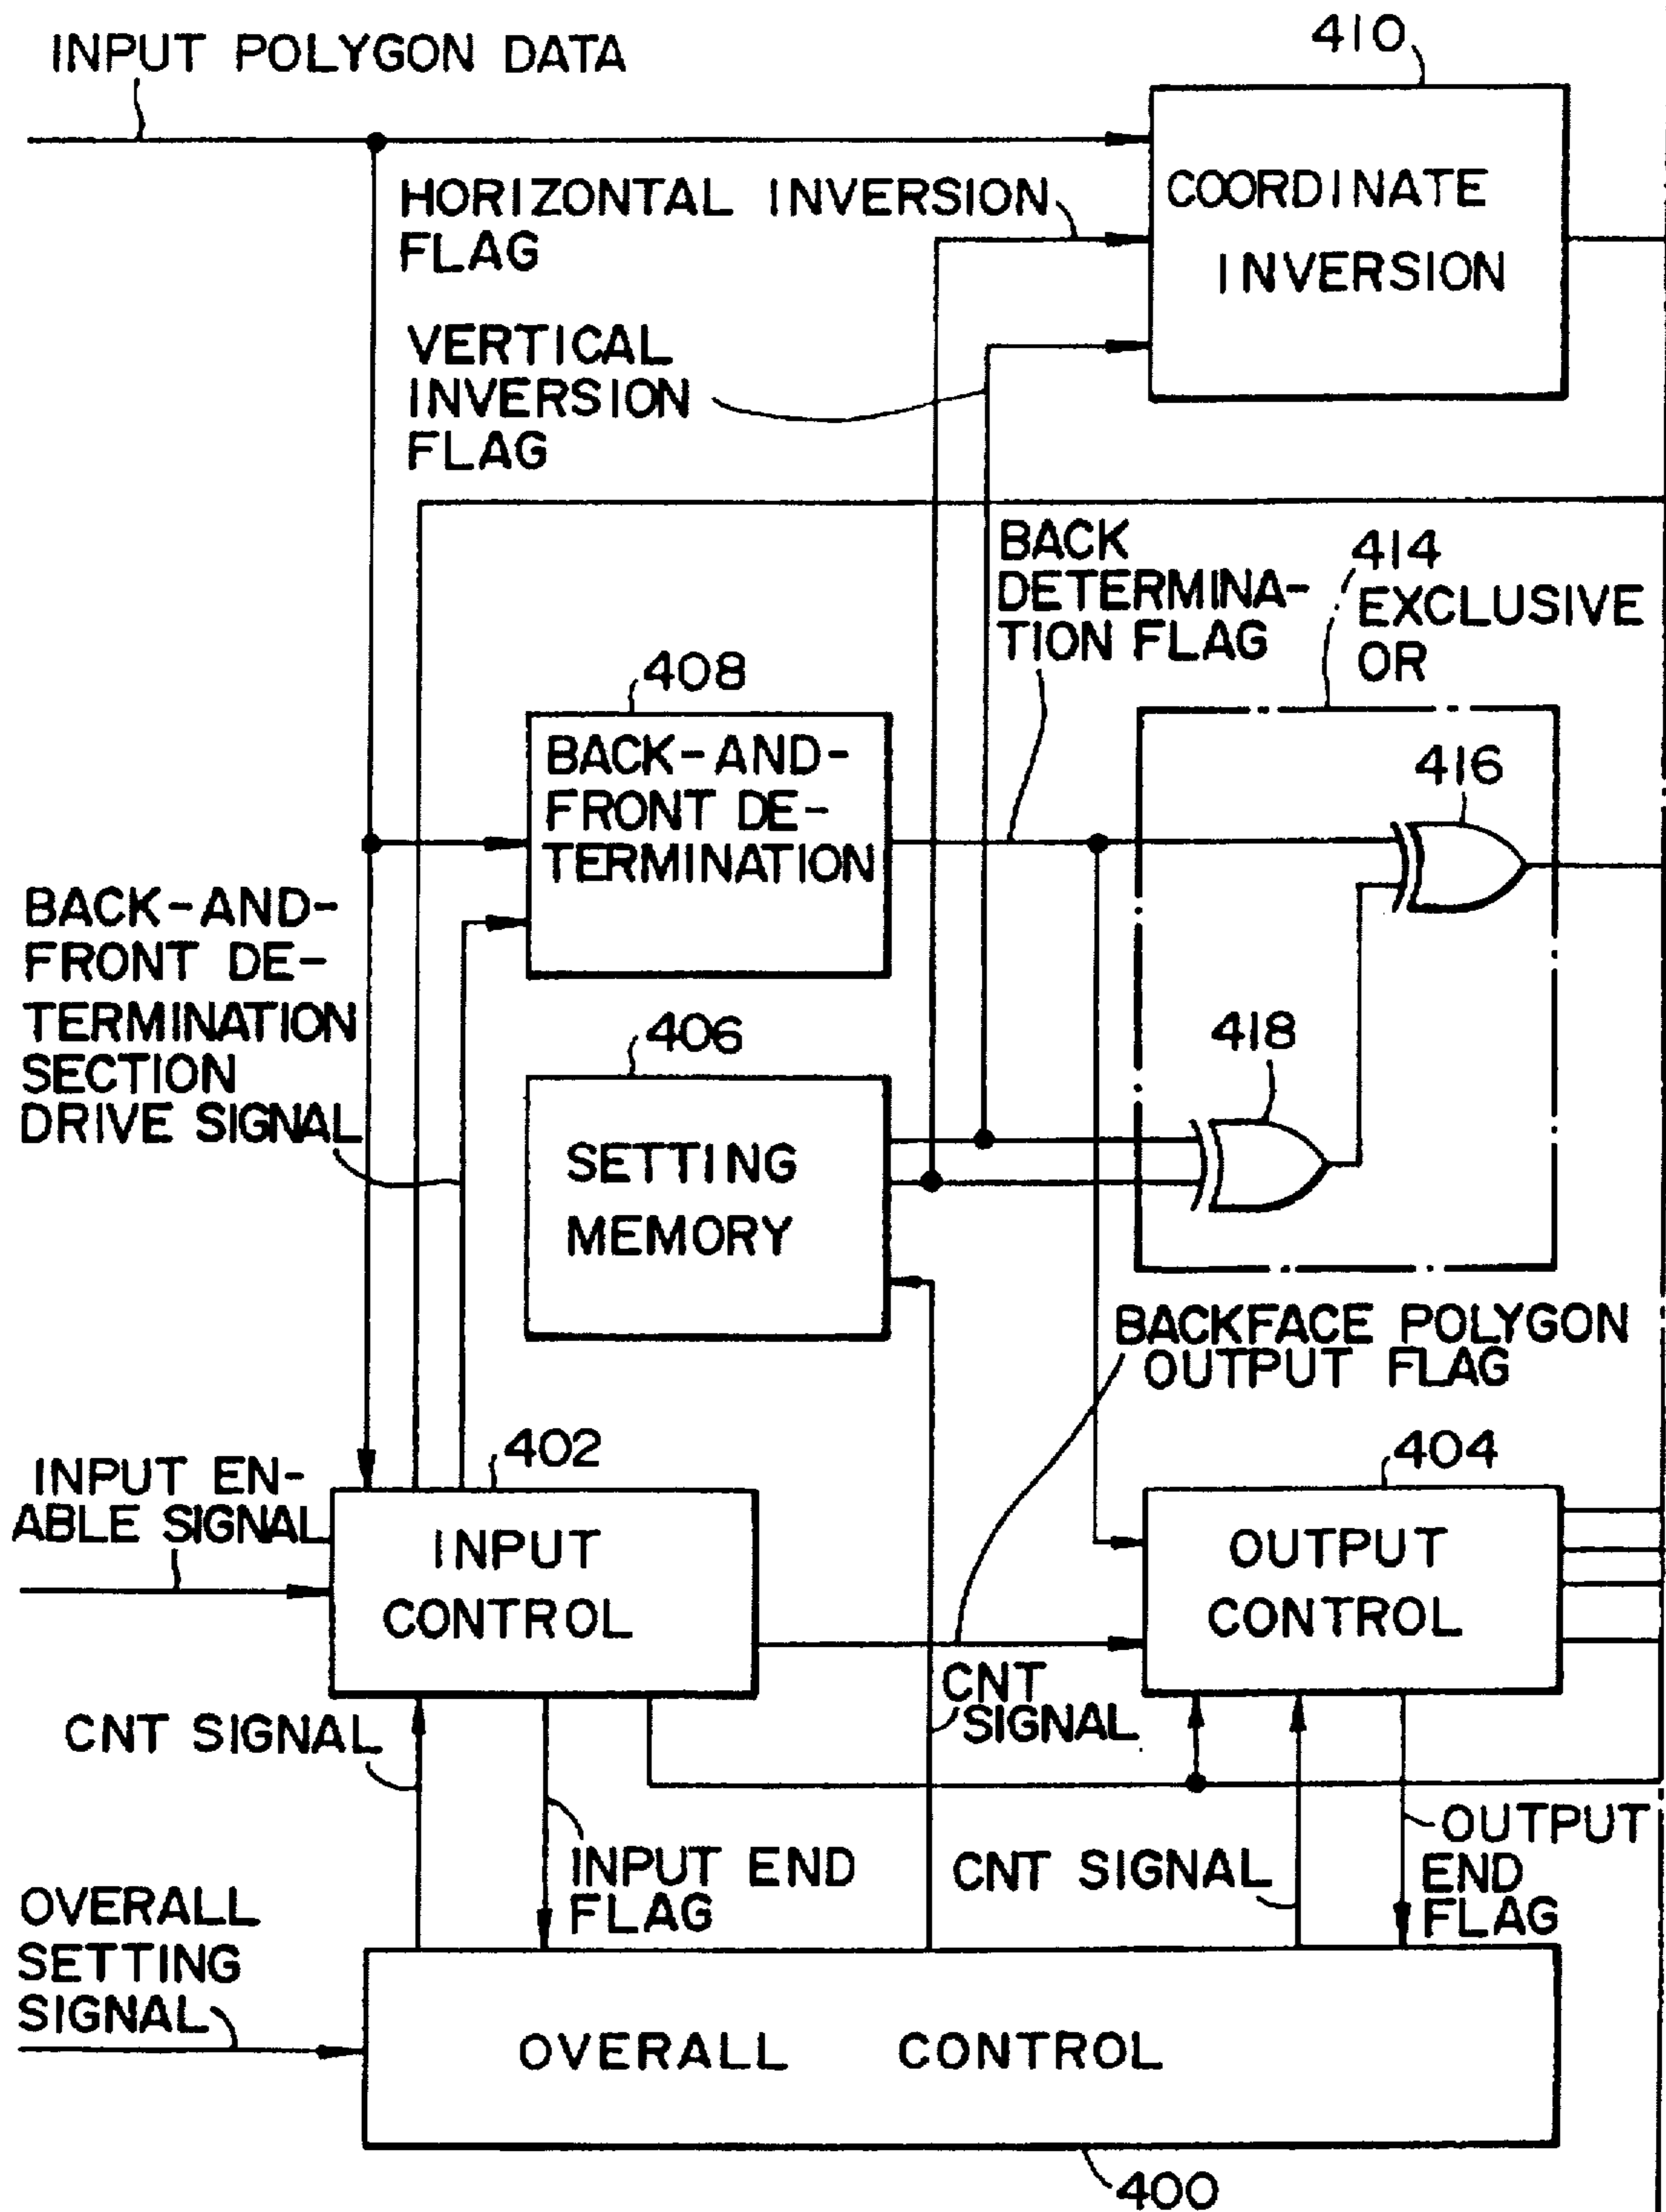 INPUT POLYGON DATA
410
COORDINATE
INVERSION
HORIZONTAL INVERSION
FLAG
VERTICAL
INVERSION
FLAG
BACK
DETERMINA-
TION FLAG
414
EXCLUSIVE
OR
408
BACK-AND-
FRONT DE-
TERMINATION
416
BACK-AND-
FRONT DE-
TERMINATION
SECTION
DRIVE SIGNAL
406
SETTING
MEMORY
418
BACKFACE POLYGON
OUTPUT FLAG
INPUT EN-
ABLE SIGNAL
402
INPUT
CONTROL
404
OUTPUT
CONTROL
CNT
SIGNAL
CNT SIGNAL
INPUT END
FLAG
CNT SIGNAL
OUTPUT
END
FLAG
OVERALL
SETTING
SIGNAL
OVERALL CONTROL
400